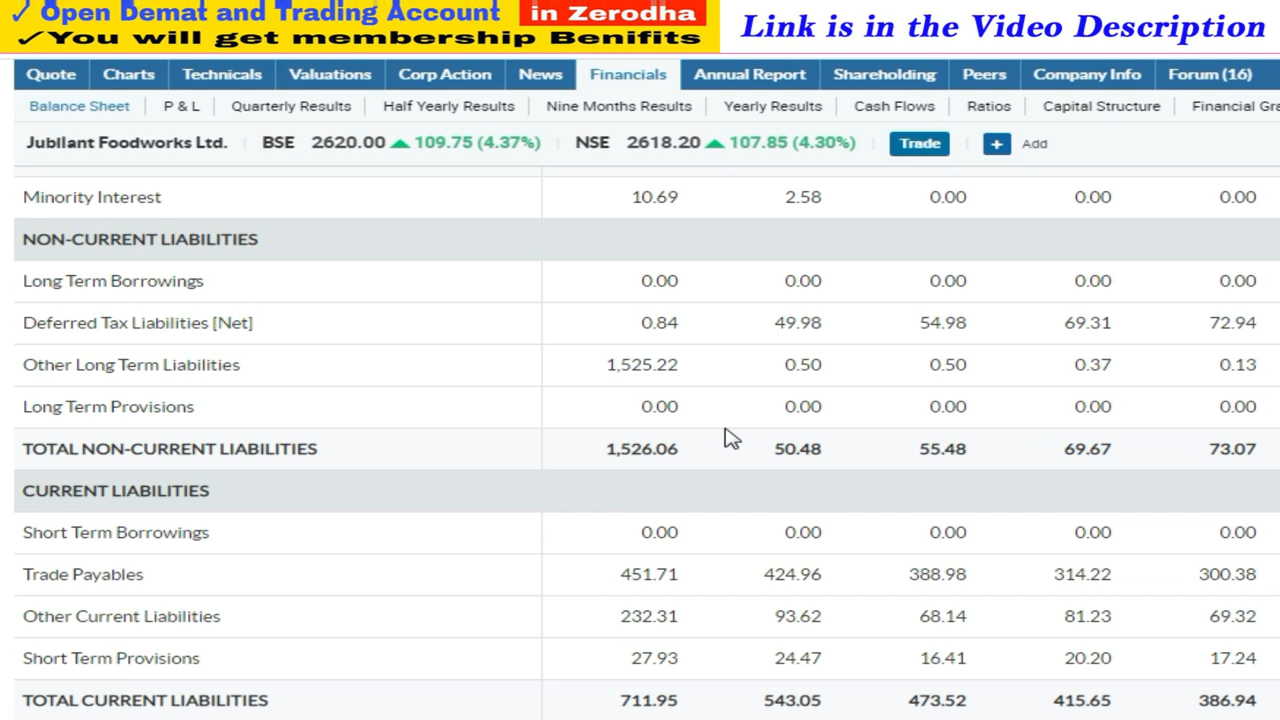 ✓ Open Demat and Trading Account in Zerodha
✓You will get membership Benifits
Link is in the Video Description
Quote Charts Technicals Valuations Corp Action News Financials Annual Report Shareholding Peers Company Info Forum (16)
Balance Sheet P & L Quarterly Results Half Yearly Results Nine Months Results Yearly Results Cash Flows Ratios Capital Structure Financial Gra
Jubilant Foodworks Ltd. BSE 2620.00 ▲ 109.75 (4.37%) NSE 2618.20 ▲ 107.85 (4.30%) Trade + Add
Minority Interest 10.69 2.58 0.00 0.00 0.00
NON-CURRENT LIABILITIES
Long Term Borrowings 0.00 0.00 0.00 0.00 0.00
Deferred Tax Liabilities [Net] 0.84 49.98 54.98 69.31 72.94
Other Long Term Liabilities 1,525.22 0.50 0.50 0.37 0.13
Long Term Provisions 0.00 0.00 0.00 0.00 0.00
TOTAL NON-CURRENT LIABILITIES 1,526.06 50.48 55.48 69.67 73.07
CURRENT LIABILITIES
Short Term Borrowings 0.00 0.00 0.00 0.00 0.00
Trade Payables 451.71 424.96 388.98 314.22 300.38
Other Current Liabilities 232.31 93.62 68.14 81.23 69.32
Short Term Provisions 27.93 24.47 16.41 20.20 17.24
TOTAL CURRENT LIABILITIES 711.95 543.05 473.52 415.65 386.94